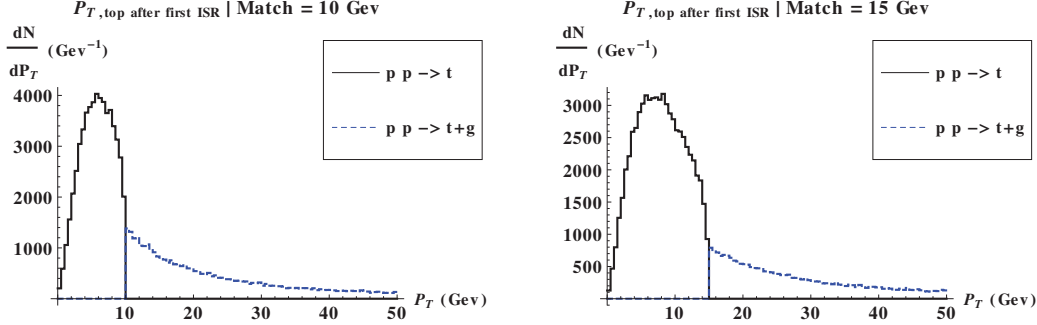 P_T,top after first ISR | Match = 10 Gev
dN
dP_T
(Gev⁻¹)
p p -> t
p p -> t+g
4000
3000
2000
1000
10 20 30 40 50
P_T (Gev)
P_T,top after first ISR | Match = 15 Gev
dN
dP_T
(Gev⁻¹)
p p -> t
p p -> t+g
3000
2500
2000
1500
1000
500
10 20 30 40 50
P_T (Gev)